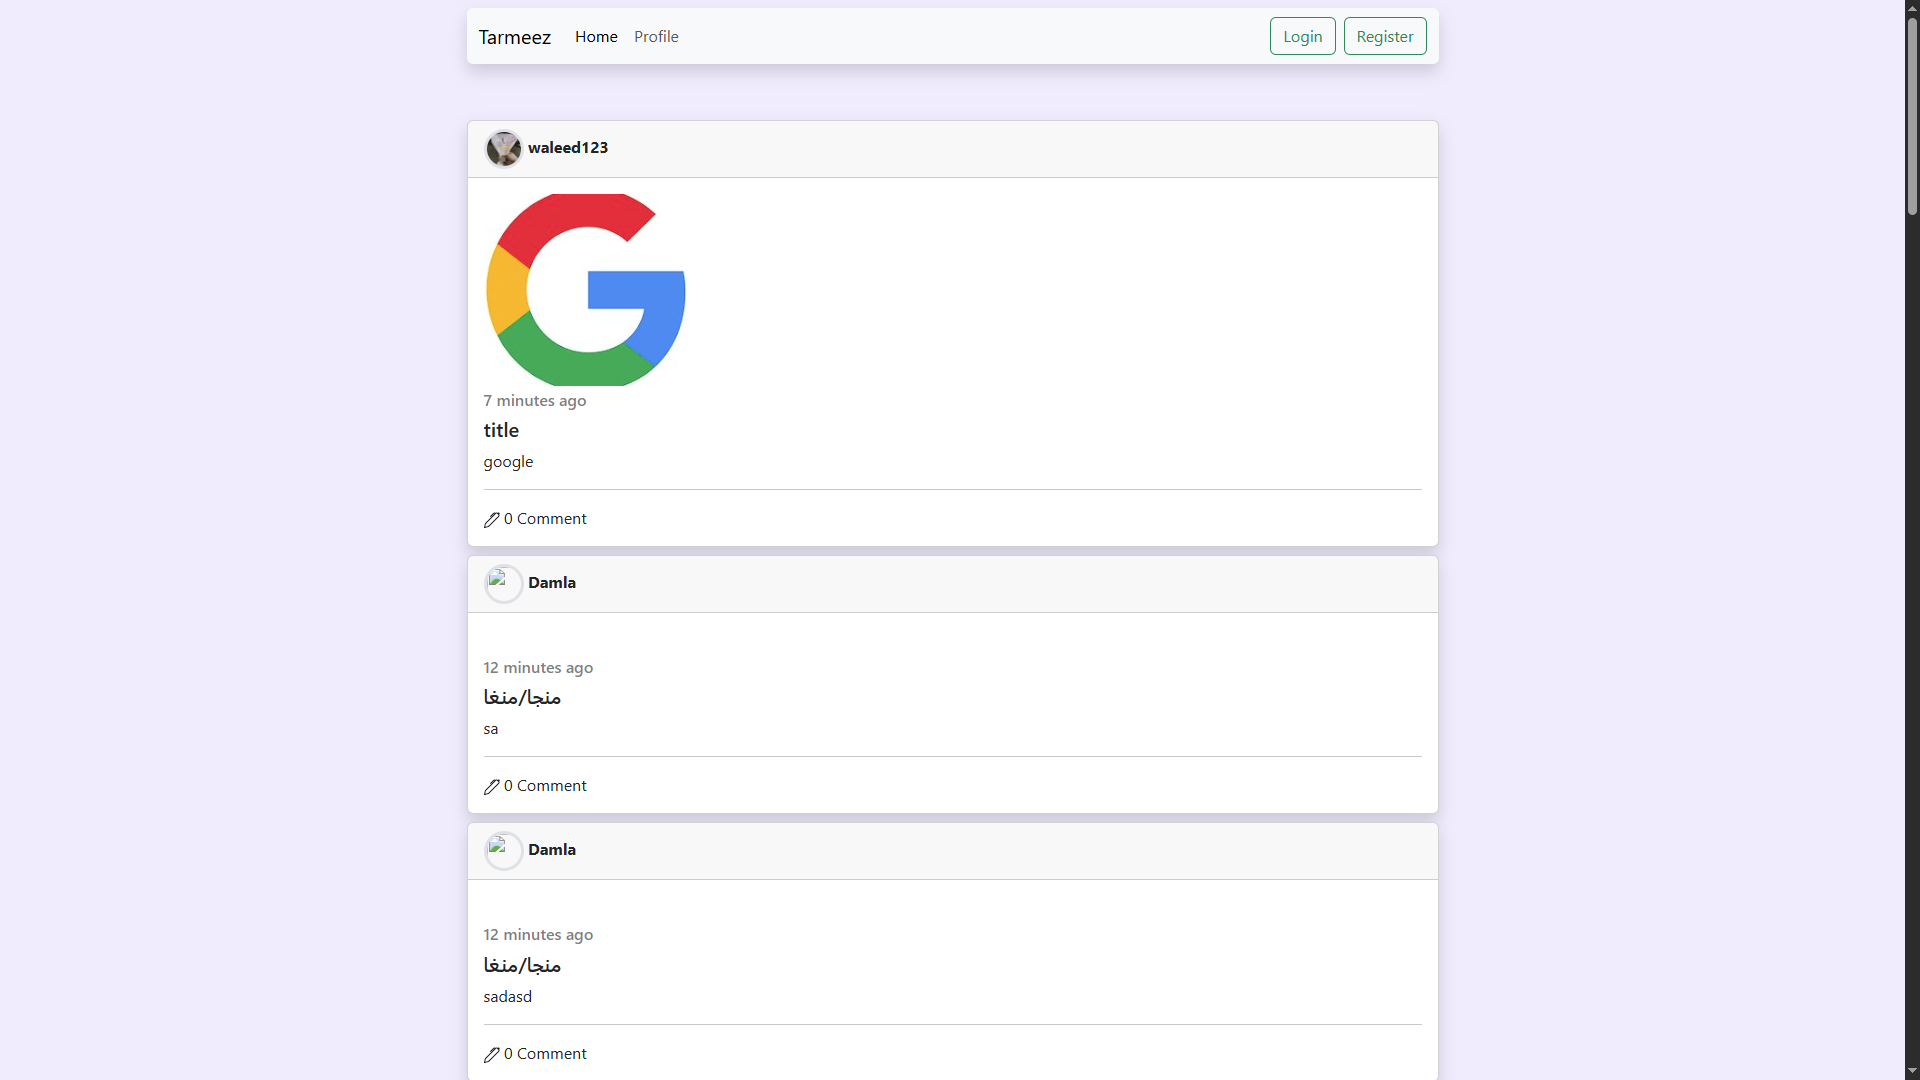 Tarmeez Home Profile Login Register
waleed123
7 minutes ago
title
google
0 Comment
Damla
12 minutes ago
منجا/منغا
sa
0 Comment
Damla
12 minutes ago
منجا/منغا
sadasd
0 Comment